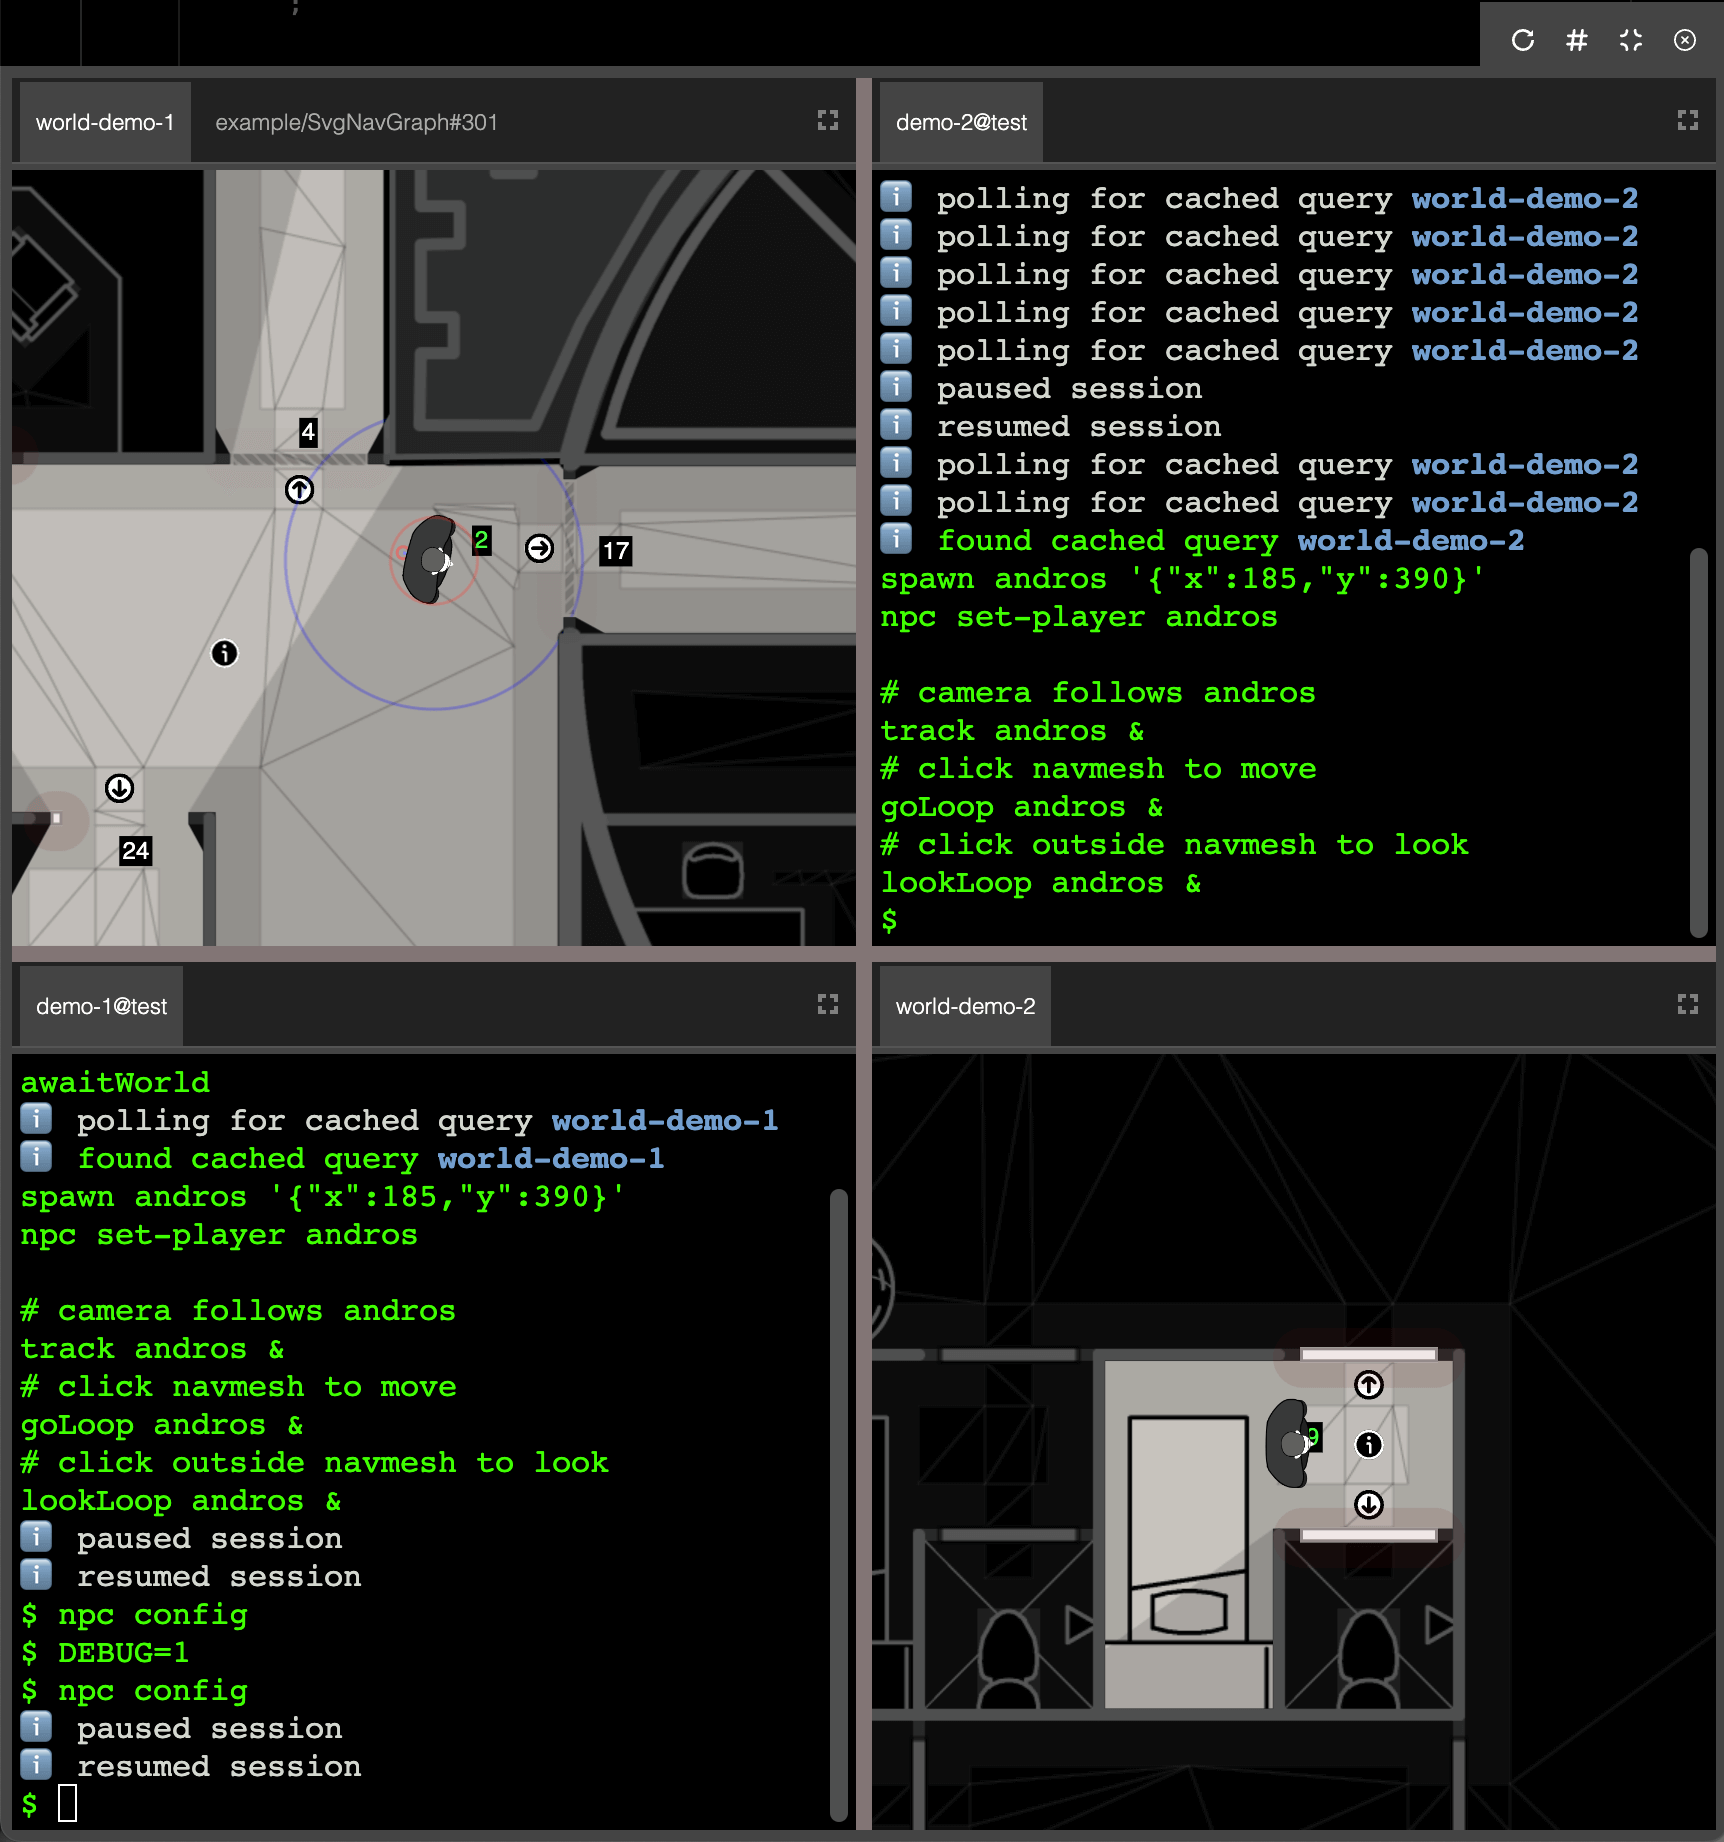 ;
world-demo-1
example/SvgNavGraph#301
4
2
17
24
demo-2@test
polling for cached query world-demo-2
polling for cached query world-demo-2
polling for cached query world-demo-2
polling for cached query world-demo-2
polling for cached query world-demo-2
paused session
resumed session
polling for cached query world-demo-2
polling for cached query world-demo-2
found cached query world-demo-2
spawn andros '{"x":185,"y":390}'
npc set-player andros
# camera follows andros
track andros &
# click navmesh to move
goLoop andros &
# click outside navmesh to look
lookLoop andros &
$
demo-1@test
awaitWorld
polling for cached query world-demo-1
found cached query world-demo-1
spawn andros '{"x":185,"y":390}'
npc set-player andros
# camera follows andros
track andros &
# click navmesh to move
goLoop andros &
# click outside navmesh to look
lookLoop andros &
paused session
resumed session
$ npc config
$ DEBUG=1
$ npc config
paused session
resumed session
$
world-demo-2
9